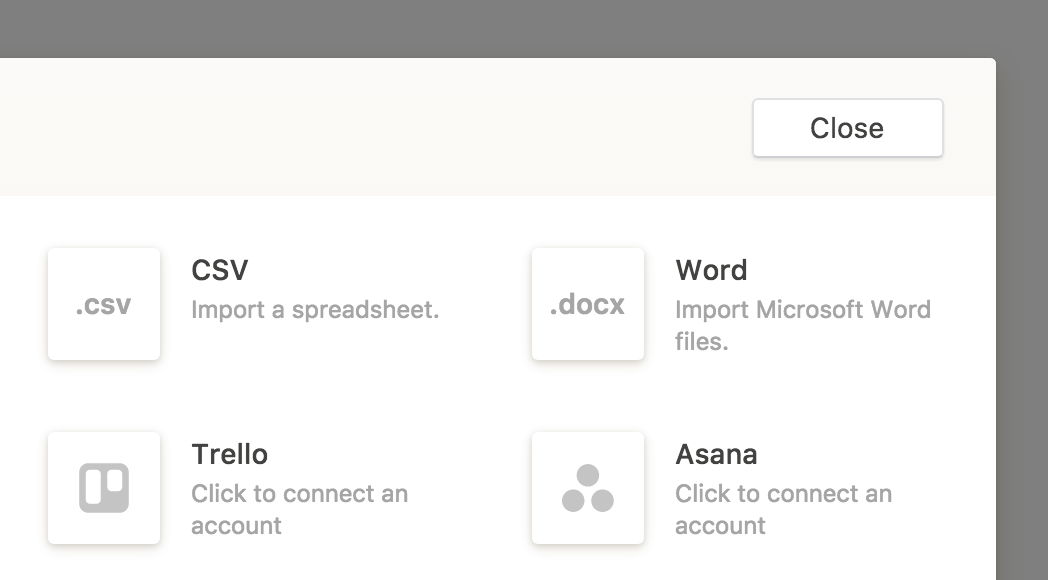 Close
.csv
CSV
Import a spreadsheet.
.docx
Word
Import Microsoft Word
files.
Trello
Click to connect an
account
Asana
Click to connect an
account